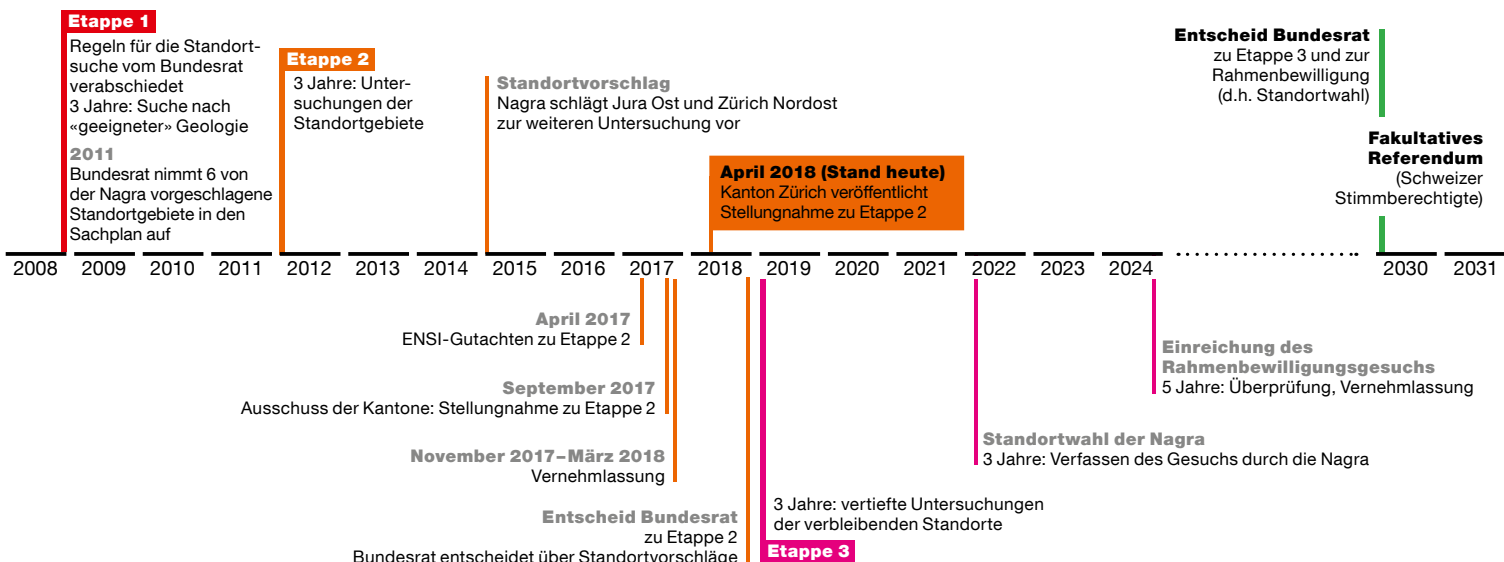 Etappe 1
Regeln für die Standort-
suche vom Bundesrat
verabschiedet
3 Jahre: Suche nach
«geeigneter» Geologie
2011
Bundesrat nimmt 6 von
der Nagra vorgeschlagene
Standortgebiete in den
Sachplan auf
Etappe 2
3 Jahre: Unter-
suchungen der
Standortgebiete
Standortvorschlag
Nagra schlägt Jura Ost und Zürich Nordost
zur weiteren Untersuchung vor
April 2018 (Stand heute)
Kanton Zürich veröffentlicht
Stellungnahme zu Etappe 2
Entscheid Bundesrat
zu Etappe 3 und zur
Rahmenbewilligung
(d.h. Standortwahl)
Fakultatives
Referendum
(Schweizer
Stimmberechtigte)
2008 2009 2010 2011 2012 2013 2014 2015 2016 2017 2018 2019 2020 2021 2022 2023 2024 2030 2031
April 2017
ENSI-Gutachten zu Etappe 2
September 2017
Ausschuss der Kantone: Stellungnahme zu Etappe 2
November 2017–März 2018
Vernehmlassung
Entscheid Bundesrat
zu Etappe 2
Bundesrat entscheidet über Standortvorschläge
3 Jahre: vertiefte Untersuchungen
der verbleibenden Standorte
Etappe 3
Standortwahl der Nagra
3 Jahre: Verfassen des Gesuchs durch die Nagra
Einreichung des
Rahmenbewilligungsgesuchs
5 Jahre: Überprüfung, Vernehmlassung